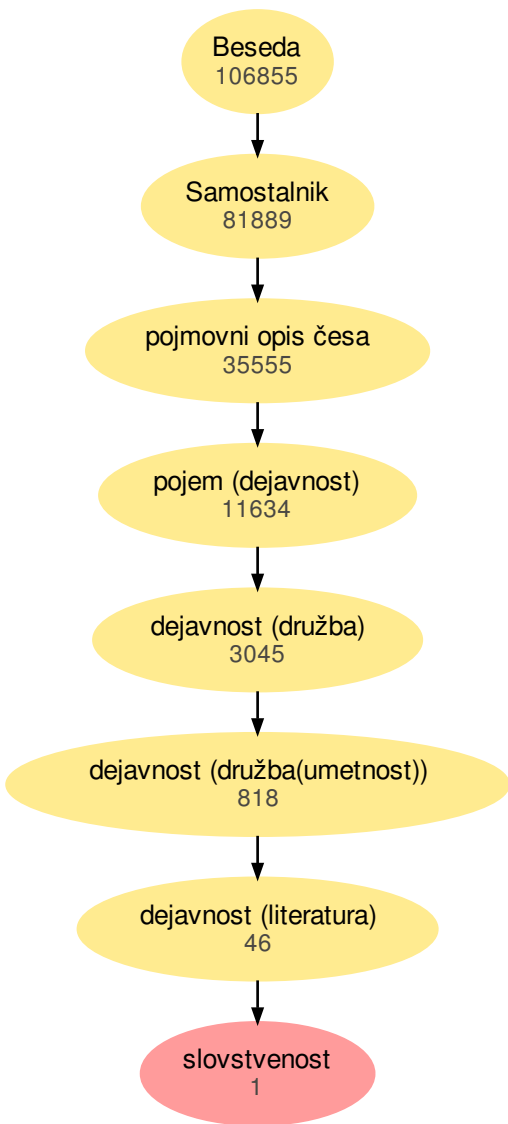 Beseda
106855
Samostalnik
81889
pojmovni opis česa
35555
pojem (dejavnost)
11634
dejavnost (družba)
3045
dejavnost (družba(umetnost))
818
dejavnost (literatura)
46
slovstvenost
1